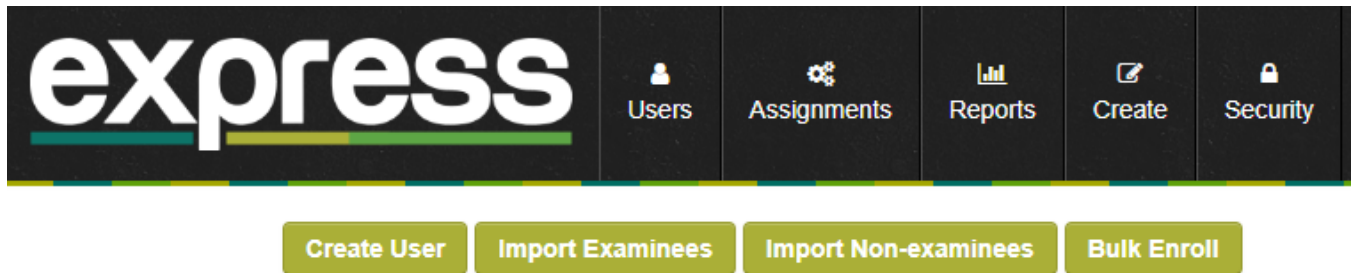 express
Users Assignments Reports Create Security
Create User Import Examinees Import Non-examinees Bulk Enroll